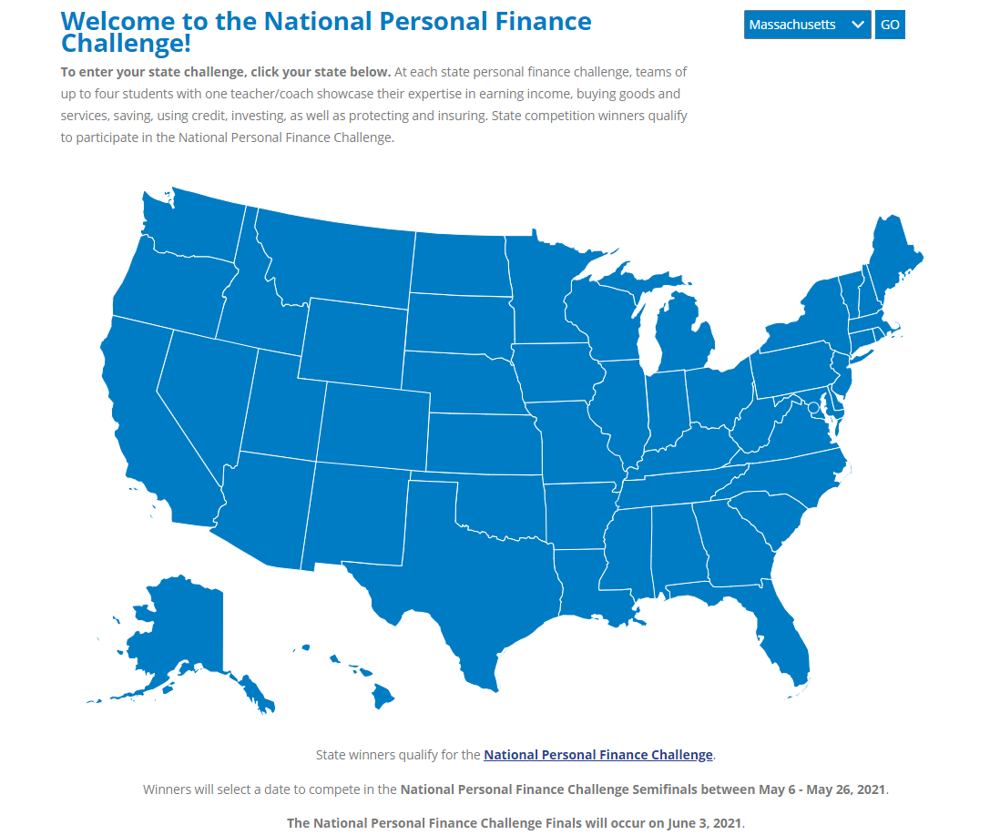 Welcome to the National Personal Finance
Challenge!
Massachusetts
GO
To enter your state challenge, click your state below. At each state personal finance challenge, teams of
up to four students with one teacher/coach showcase their expertise in earning income, buying goods and
services, saving, using credit, investing, as well as protecting and insuring. State competition winners qualify
to participate in the National Personal Finance Challenge.
State winners qualify for the National Personal Finance Challenge.
Winners will select a date to compete in the National Personal Finance Challenge Semifinals between May 6 - May 26, 2021.
The National Personal Finance Challenge Finals will occur on June 3, 2021.